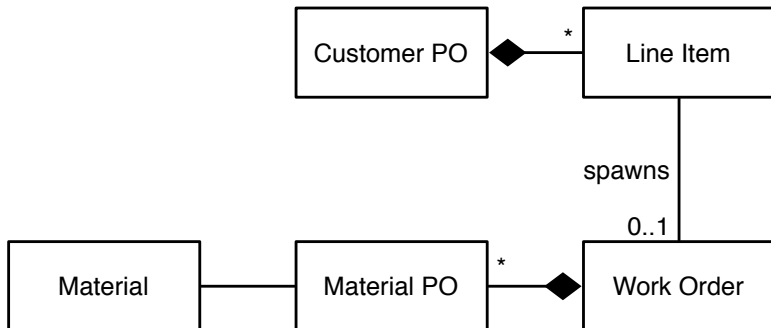 Customer PO
*
Line Item
spawns
0..1
Material
Material PO
*
Work Order